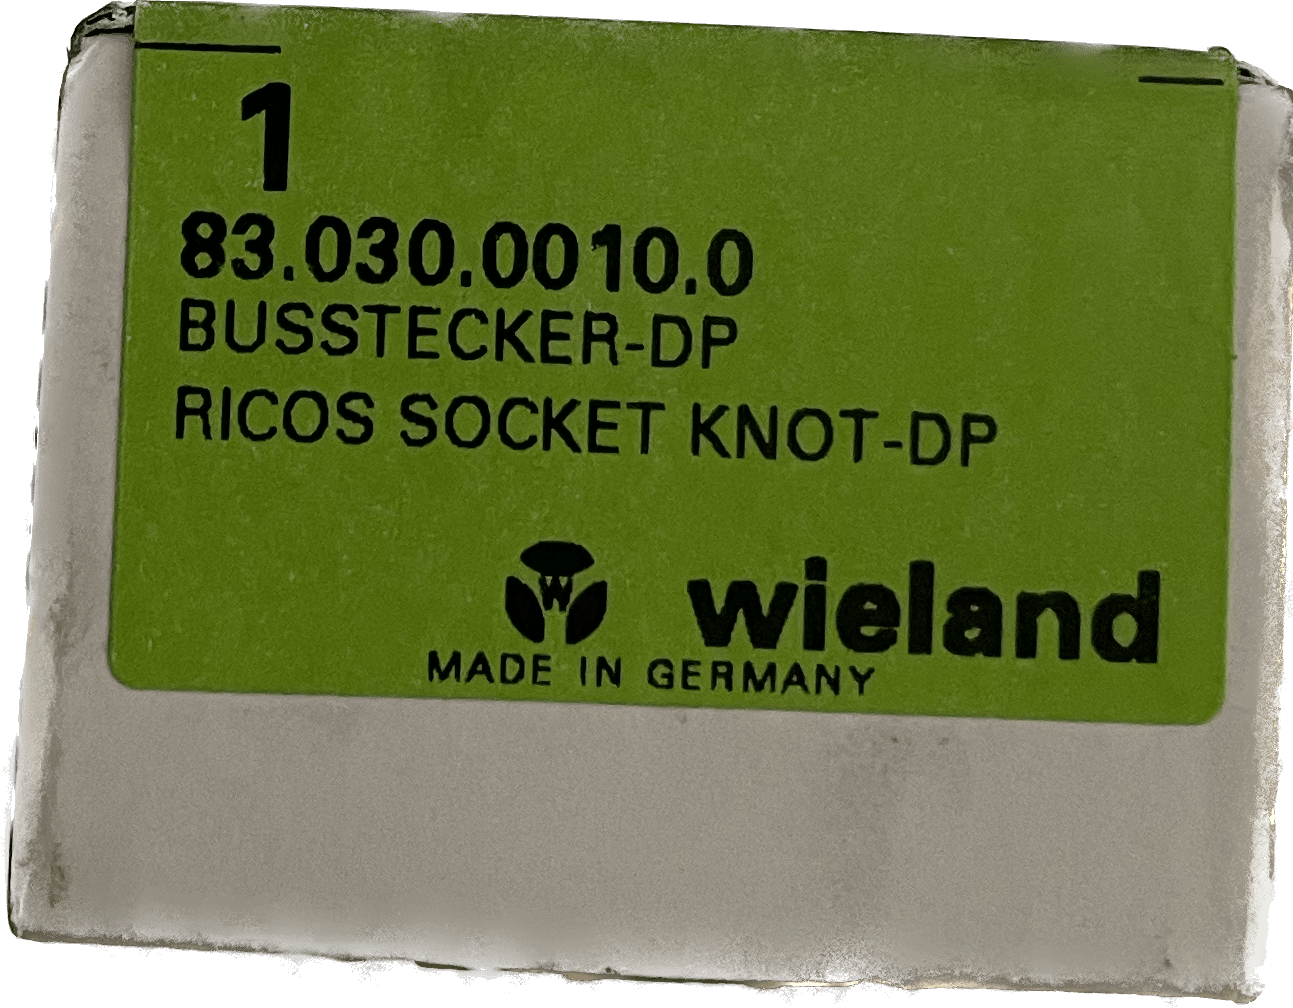 1
83.030.0010.0
BUSSTECKER-DP
RICOS SOCKET KNOT-DP
W wieland
MADE IN GERMANY